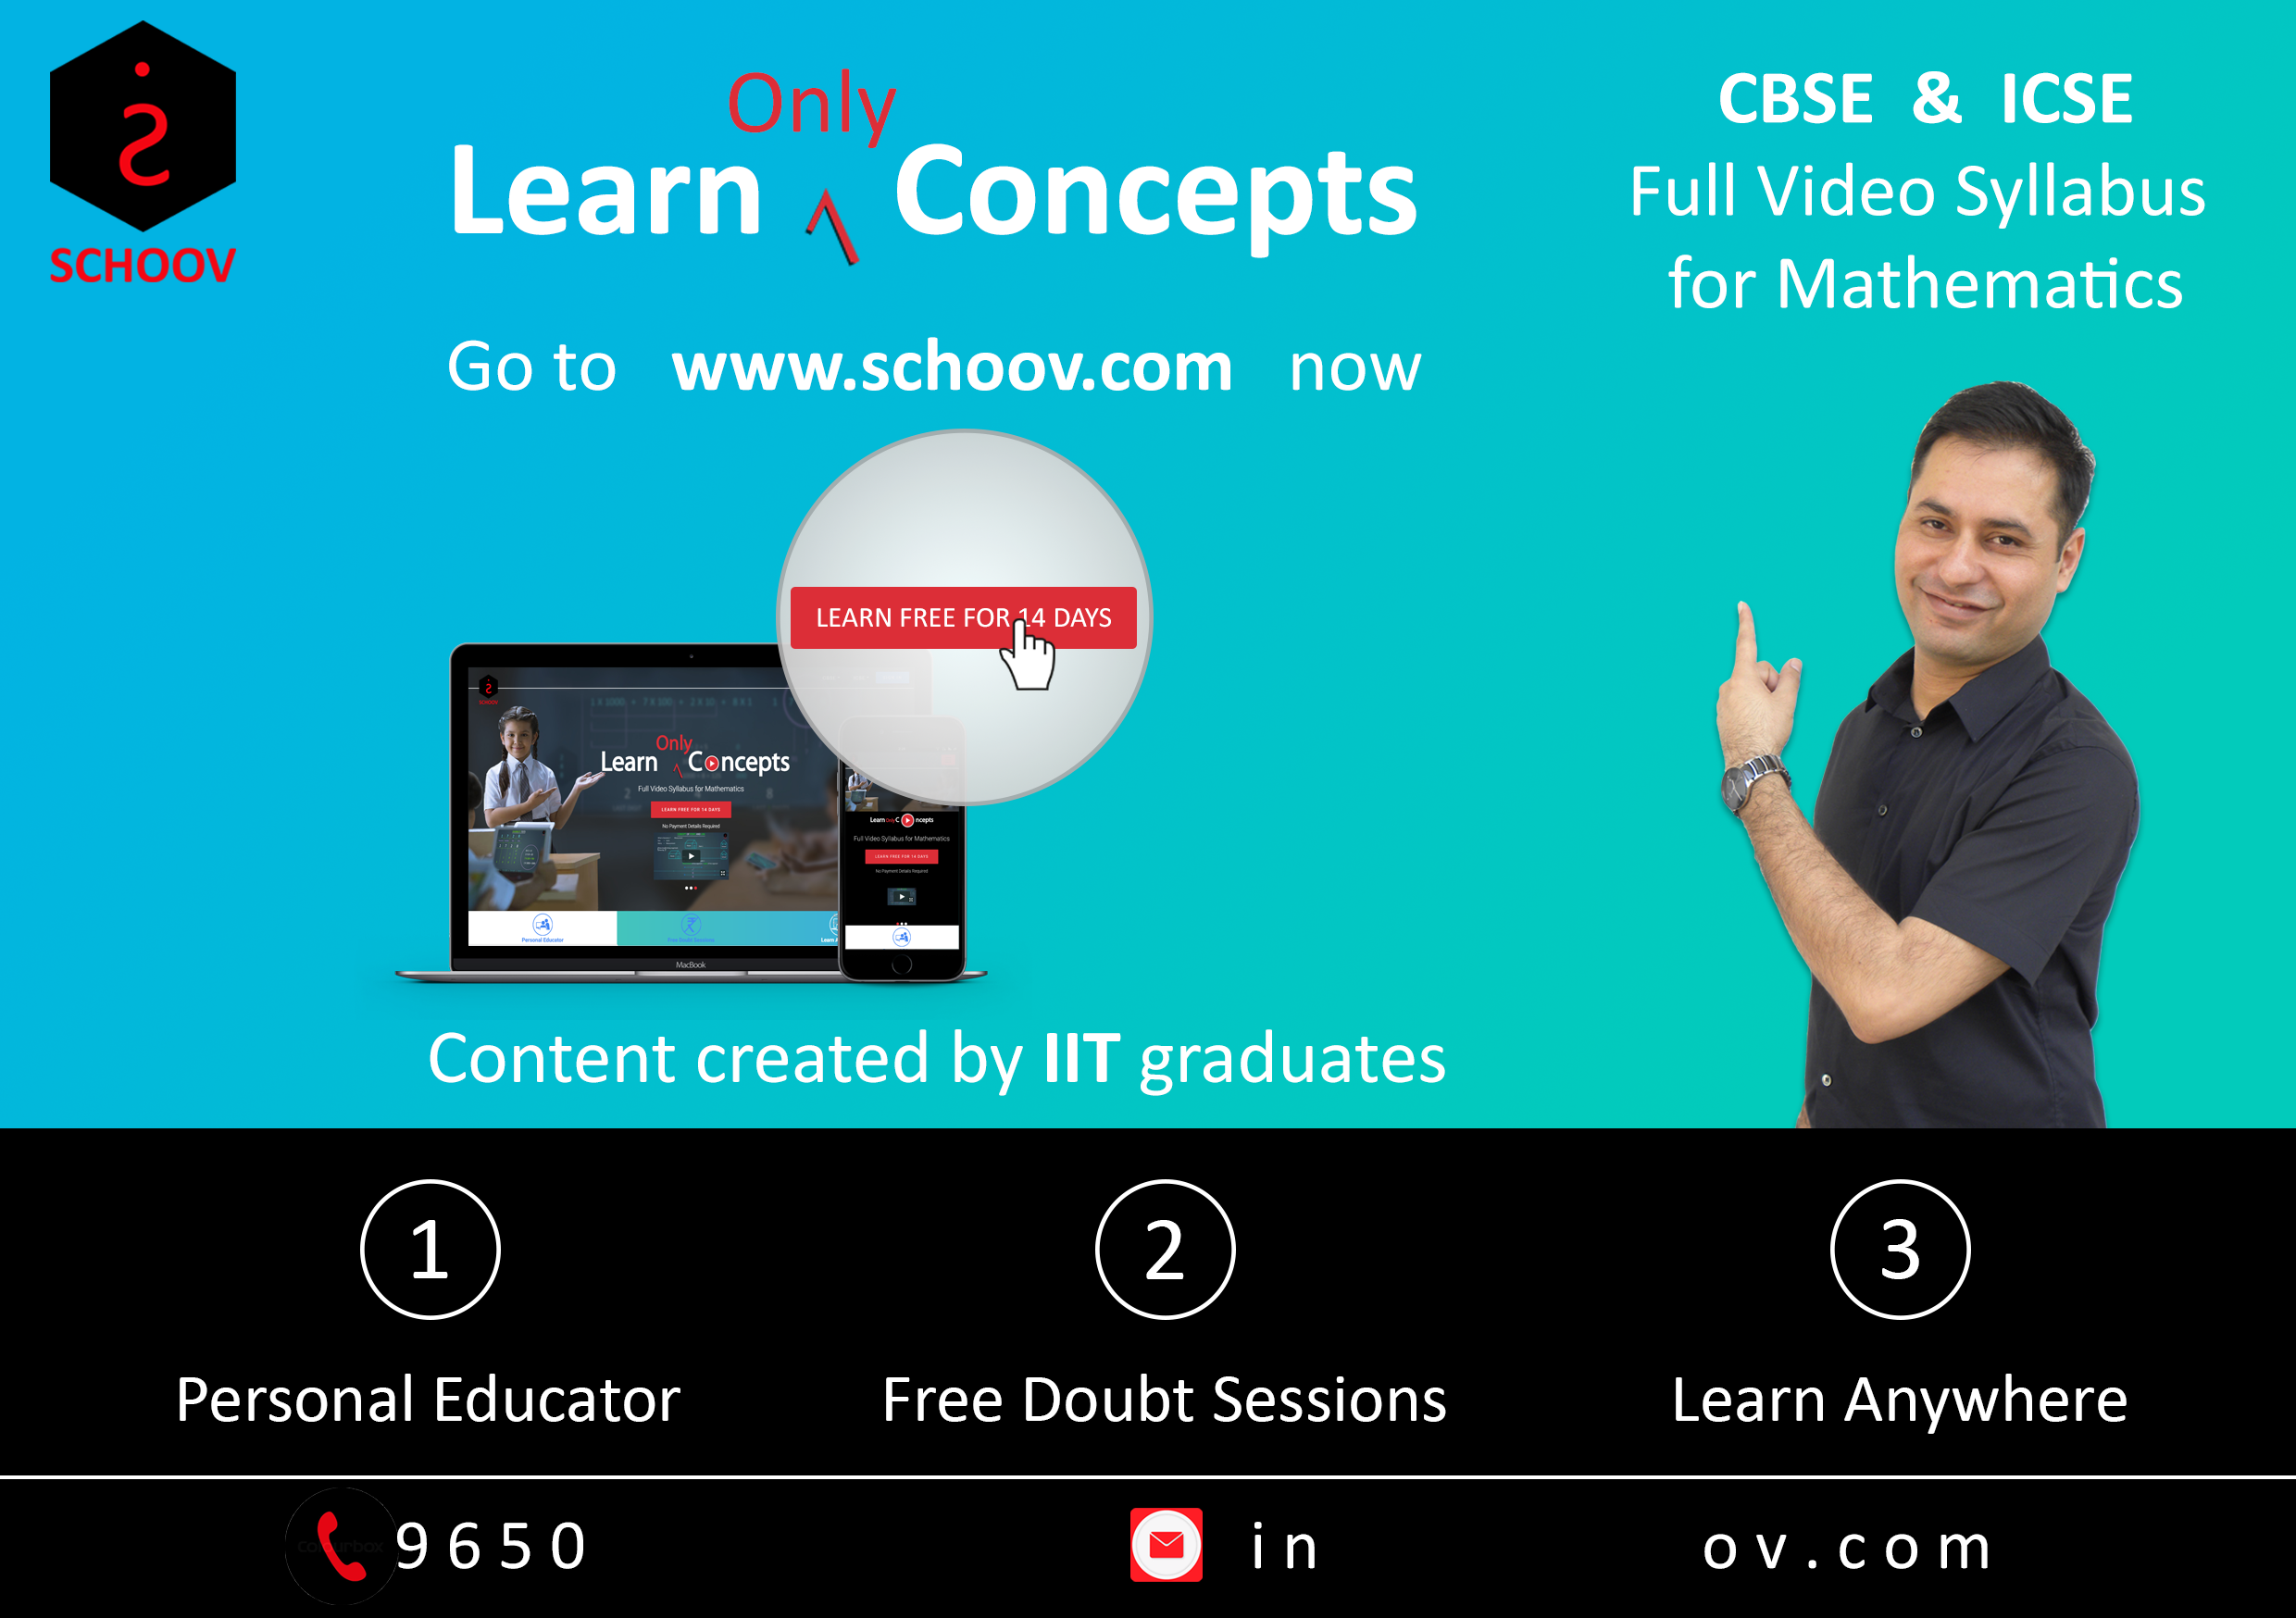 SCHOOV
Only
Learn Concepts
Go to www.schoov.com now
CBSE & ICSE
Full Video Syllabus
for Mathematics
LEARN FREE FOR 14 DAYS
SCHOOV
Only
Learn Concepts
Full Video Syllabus for Mathematics
LEARN FREE FOR 14 DAYS
No Payment Details Required
Personal Educator
Free Doubt Sessions
MacBook
Learn Only Concepts
Full Video Syllabus for Mathematics
LEARN FREE FOR 14 DAYS
No Payment Details Required
Content created by IIT graduates
1
2
3
Personal Educator
Free Doubt Sessions
Learn Anywhere
9650
in
ov.com